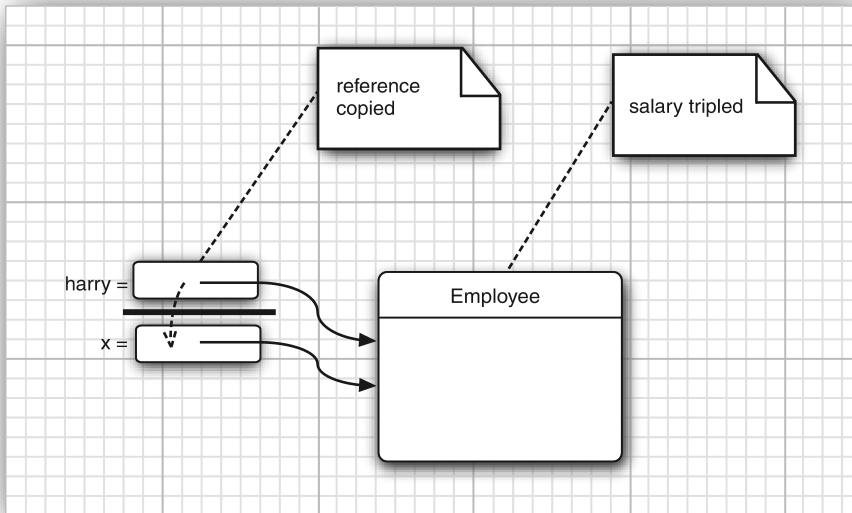 reference
copied
salary tripled
harry =
Employee
x =